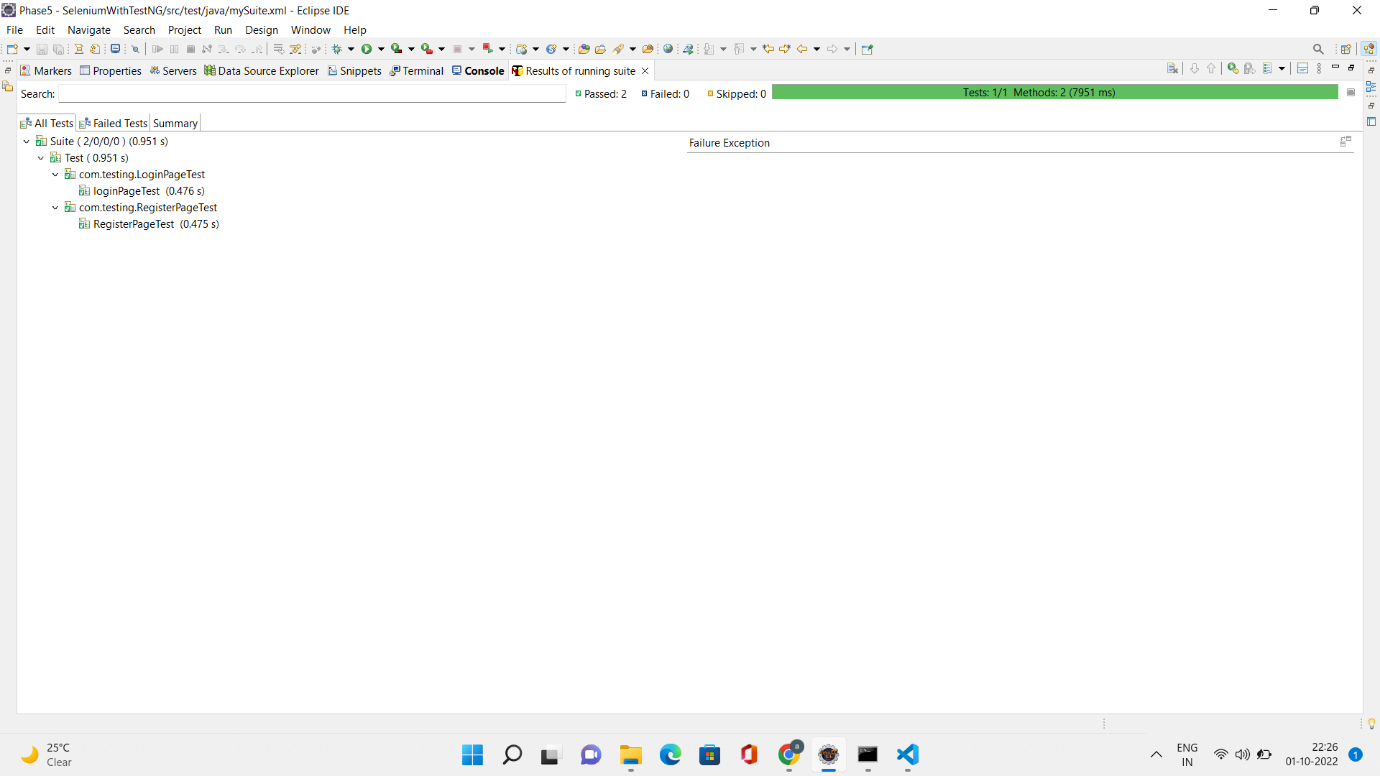 Phase5 - SeleniumWithTestNG/src/test/java/mySuite.xml - Eclipse IDE
File Edit Navigate Search Project Run Design Window Help
Markers Properties Servers Data Source Explorer Snippets Terminal Console Results of running suite
Search: Passed: 2 Failed: 0 Skipped: 0 Tests: 1/1 Methods: 2 (7951 ms)
All Tests Failed Tests Summary
Suite ( 2/0/0/0 ) (0.951 s)
Failure Exception
Test ( 0.951 s)
com.testing.LoginPageTest
loginPageTest (0.476 s)
com.testing.RegisterPageTest
RegisterPageTest (0.475 s)
25°C
Clear
ENG
IN
22:26
01-10-2022
1